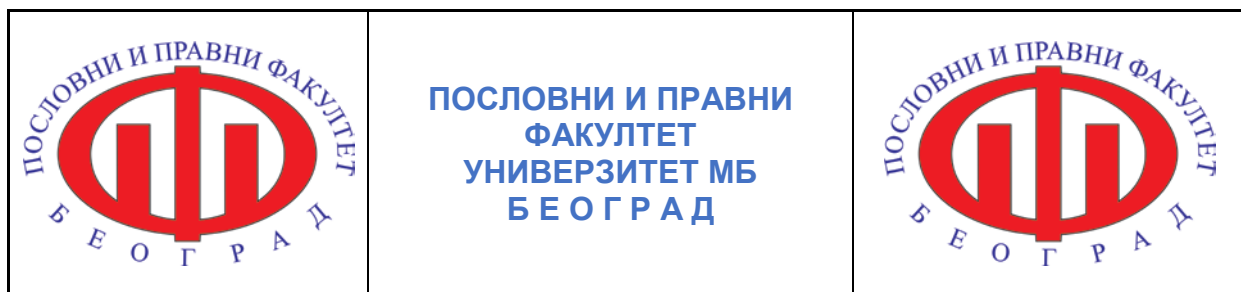 ПОСЛОВНИ И ПРАВНИ ФАКУЛТЕТ
БЕОГРАД
ПОСЛОВНИ И ПРАВНИ
ФАКУЛТЕТ
УНИВЕРЗИТЕТ МБ
Б Е О Г Р А Д
ПОСЛОВНИ И ПРАВНИ ФАКУЛТЕТ
БЕОГРАД